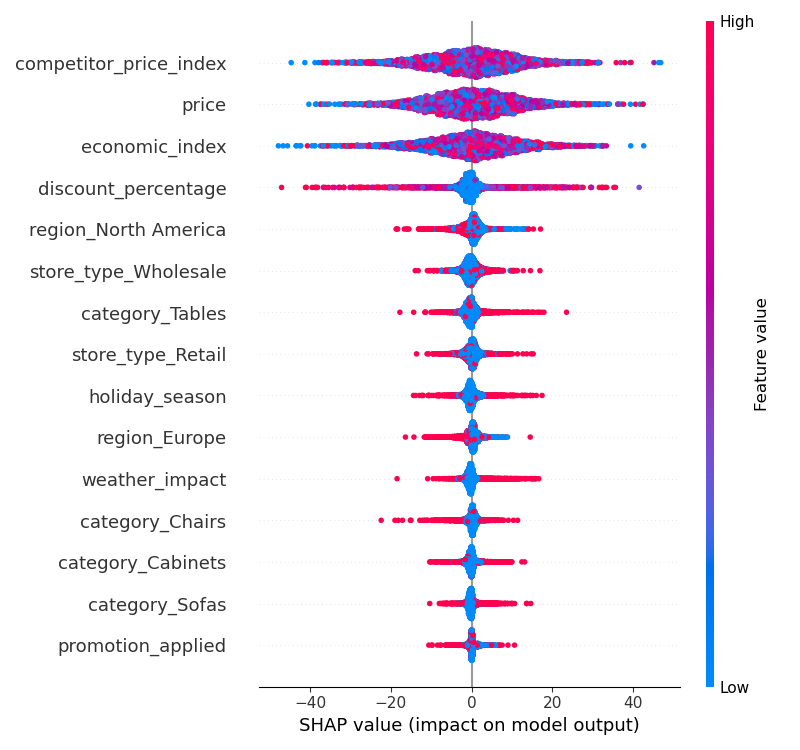 High
competitor_price_index
price
economic_index
discount_percentage
region_North America
store_type_Wholesale
category_Tables
store_type_Retail
holiday_season
region_Europe
weather_impact
category_Chairs
category_Cabinets
category_Sofas
promotion_applied
Feature value
Low
−40 −20 0 20 40
SHAP value (impact on model output)